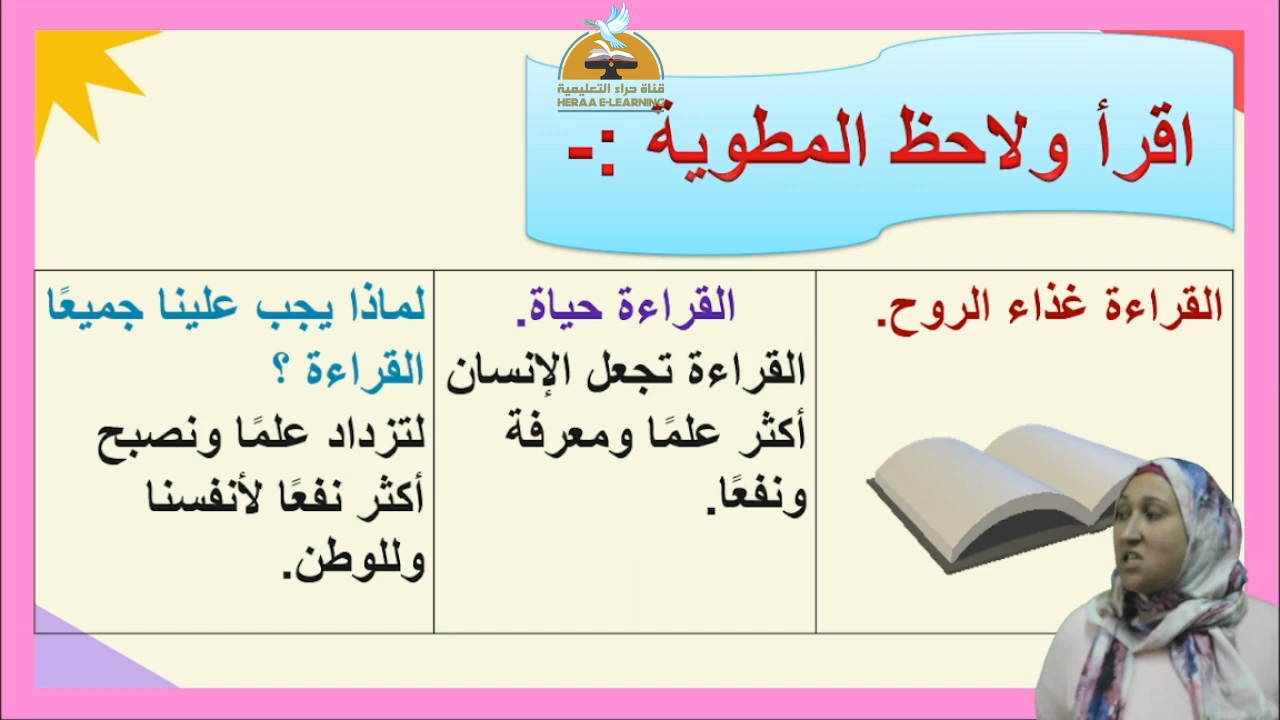 قناة حراء التعليمية
HERAA E-LEARNING
اقرأ ولاحظ المطوية :-
القراءة غذاء الروح.
القراءة حياة.
القراءة تجعل الإنسان
أكثر علمًا ومعرفة
ونفعًا.
لماذا يجب علينا جميعًا
القراءة ؟
لتزداد علمًا ونصبح
أكثر نفعًا لأنفسنا
وللوطن.